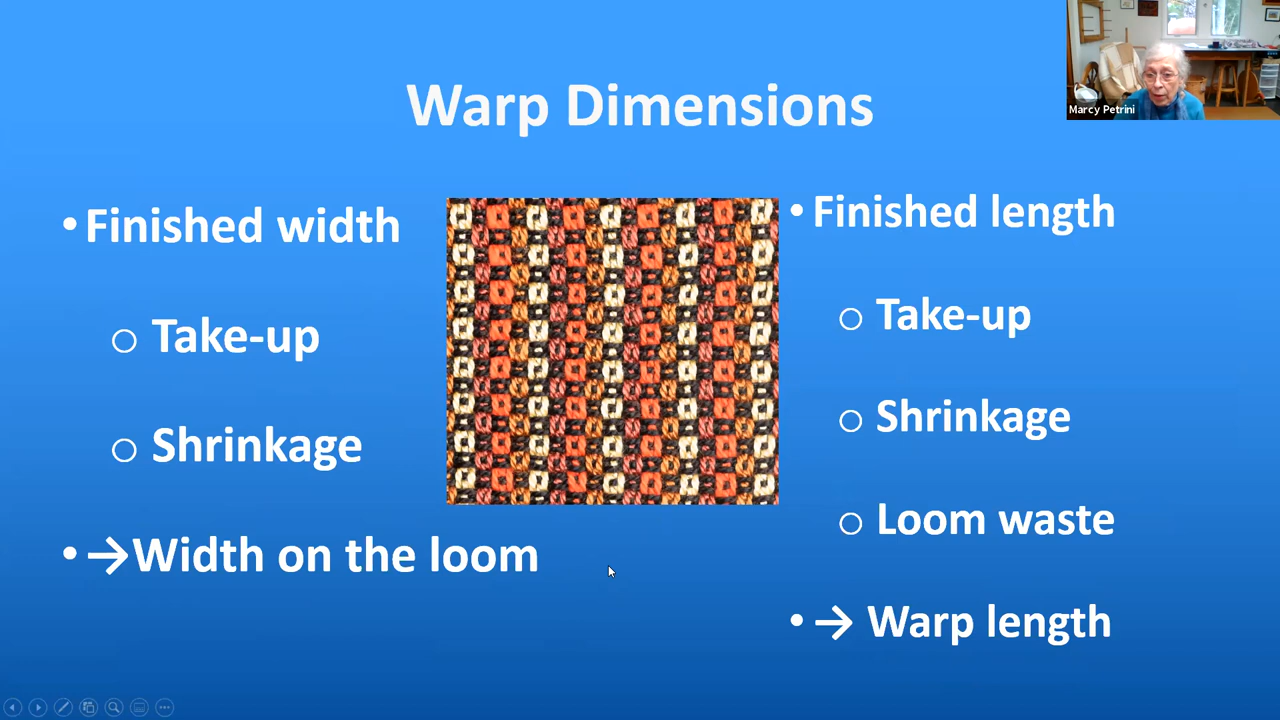 Marcy Petrini
Warp Dimensions
• Finished width
○ Take-up
○ Shrinkage
• →Width on the loom
• Finished length
○ Take-up
○ Shrinkage
○ Loom waste
• → Warp length